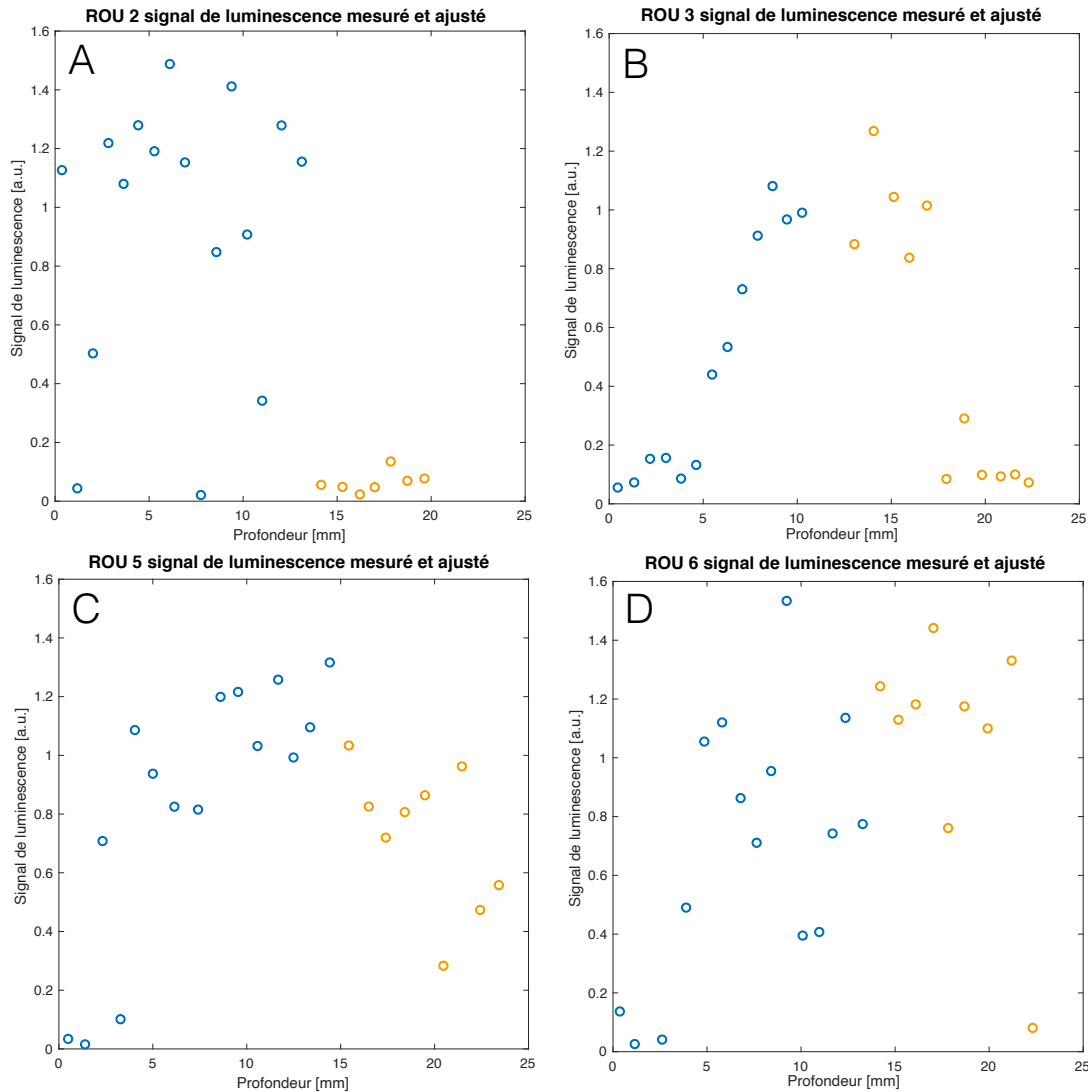 ROU 2 signal de luminescence mesuré et ajusté
A
Signal de luminescence [a.u.]
1.6
1.4
1.2
1
0.8
0.6
0.4
0.2
0
0 5 10 15 20 25
Profondeur [mm]
ROU 3 signal de luminescence mesuré et ajusté
B
Signal de luminescence [a.u.]
1.6
1.4
1.2
1
0.8
0.6
0.4
0.2
0
0 5 10 15 20 25
Profondeur [mm]
ROU 5 signal de luminescence mesuré et ajusté
C
Signal de luminescence [a.u.]
1.6
1.4
1.2
1
0.8
0.6
0.4
0.2
0
0 5 10 15 20 25
Profondeur [mm]
ROU 6 signal de luminescence mesuré et ajusté
D
Signal de luminescence [a.u.]
1.6
1.4
1.2
1
0.8
0.6
0.4
0.2
0
0 5 10 15 20 25
Profondeur [mm]